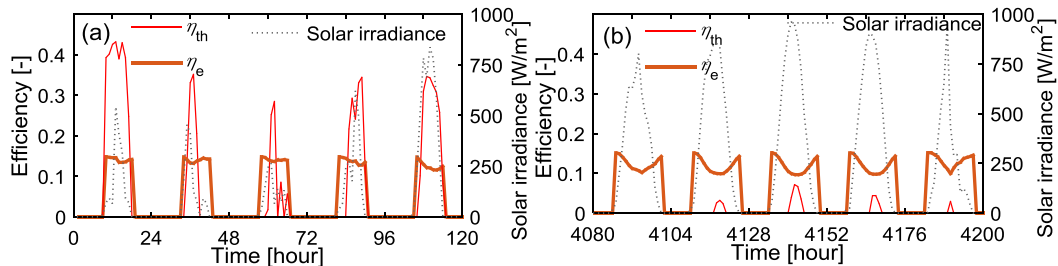 (a)
η_th
η_e
Solar irradiance
Efficiency [-]
0
0.1
0.2
0.3
0.4
0
24
48
72
96
120
Time [hour]
0
250
500
750
1000
Solar irradiance [W/m²]
(b)
η_th
η_e
Solar irradiance
Efficiency [-]
0
0.1
0.2
0.3
0.4
4080
4104
4128
4152
4176
4200
Time [hour]
0
250
500
750
1000
Solar irradiance [W/m²]